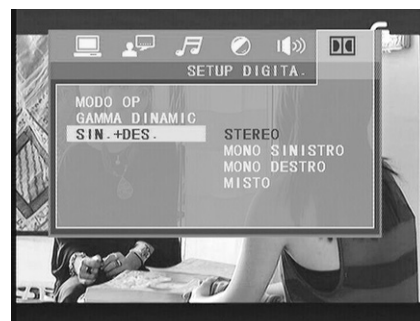 SETUP DIGITA.
MODO OP
GAMMA DINAMIC
SIN.+DES.
STEREO
MONO SINISTRO
MONO DESTRO
MISTO